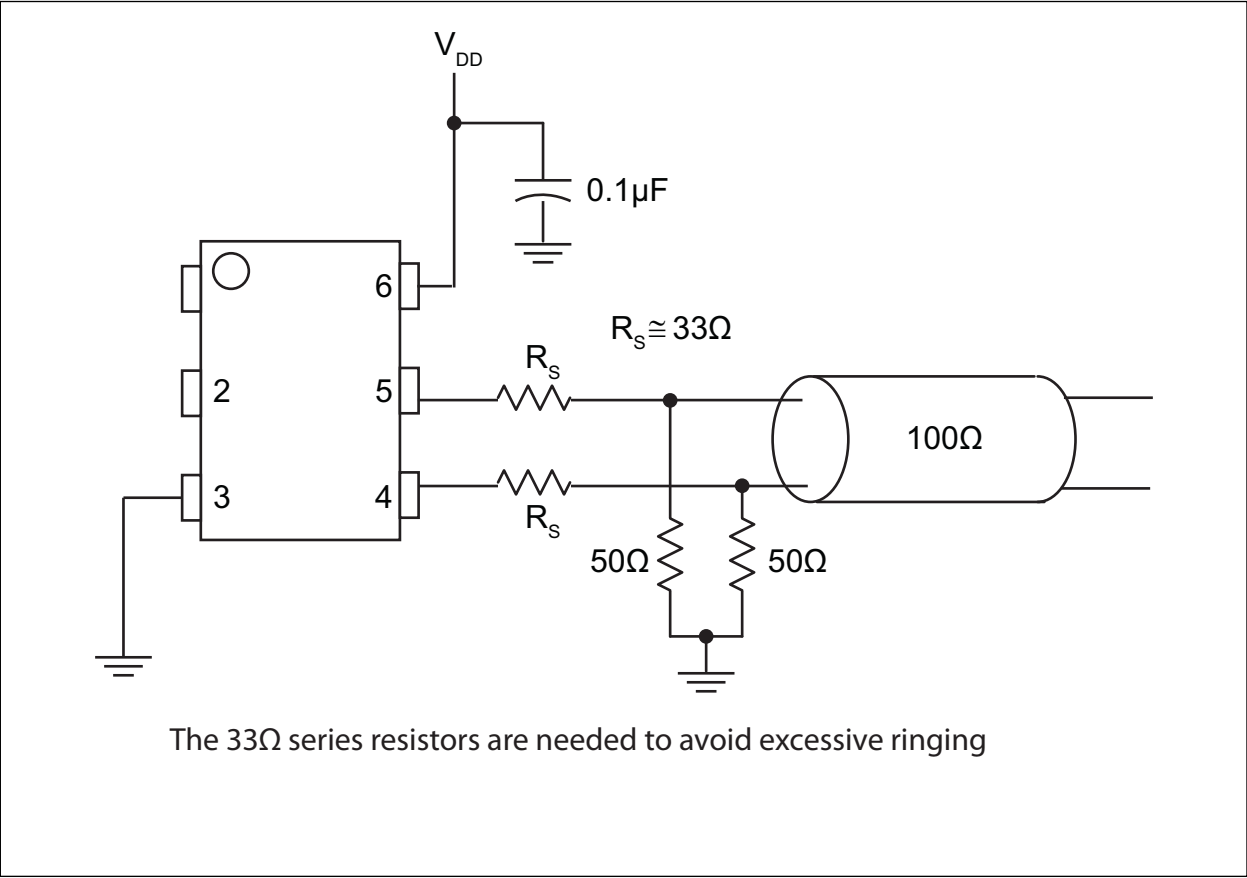 V_DD
0.1µF
6
R_S ≅ 33Ω
R_S
2
5
100Ω
3
4
R_S
50Ω
50Ω
The 33Ω series resistors are needed to avoid excessive ringing